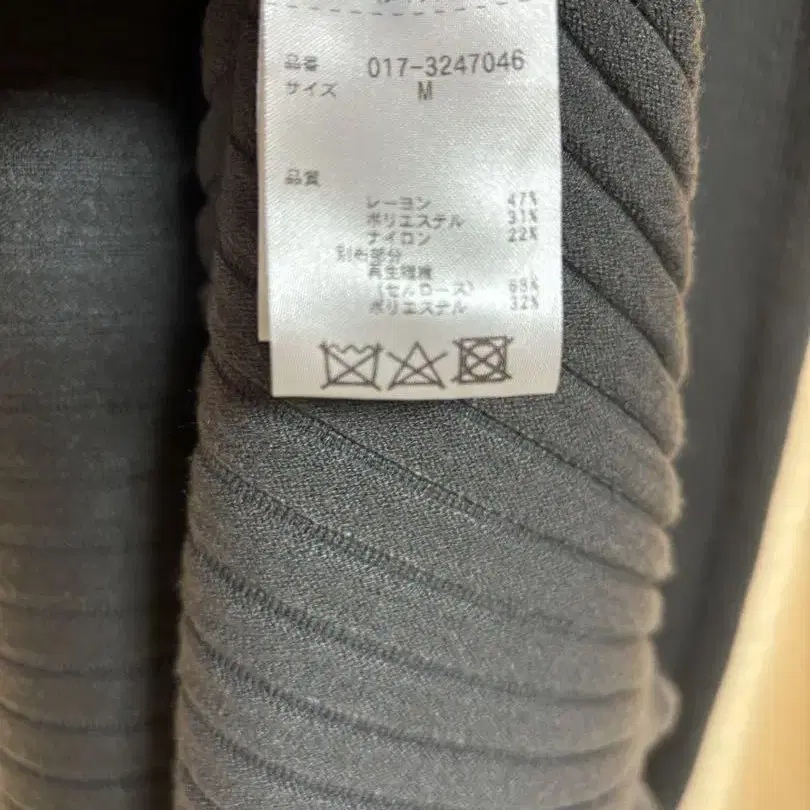 品番 017-3247046
サイズ M
品質
レーヨン 47%
ポリエステル 31%
ナイロン 22%
別布部分
再生繊維
(セルロース) 68%
ポリエステル 32%